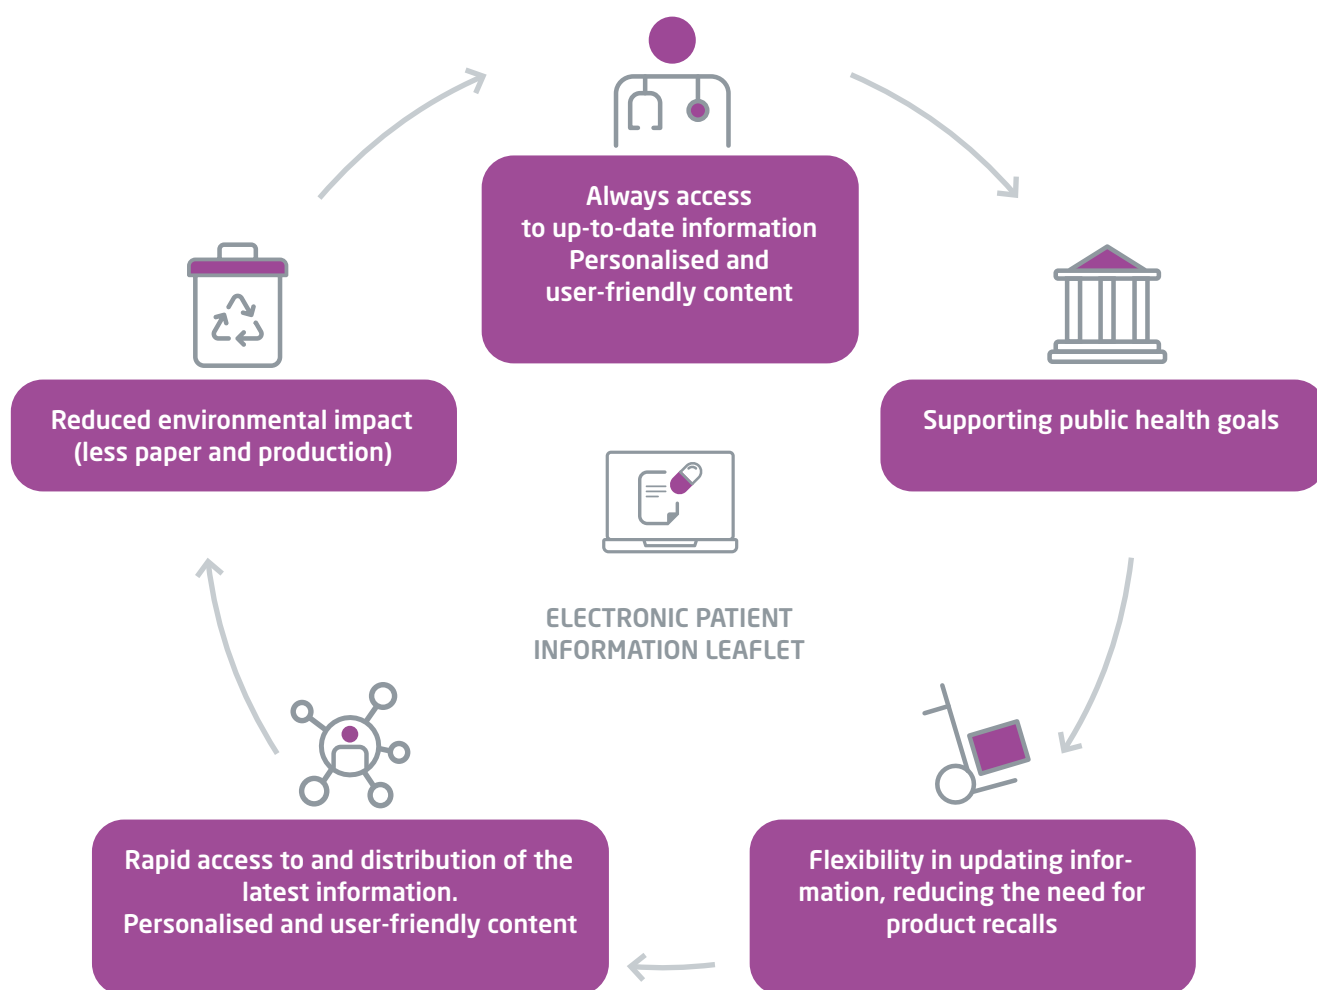 Always access
to up-to-date information
Personalised and
user-friendly content
Reduced environmental impact
(less paper and production)
Supporting public health goals
ELECTRONIC PATIENT
INFORMATION LEAFLET
Rapid access to and distribution of the
latest information.
Personalised and user-friendly content
Flexibility in updating infor-
mation, reducing the need for
product recalls